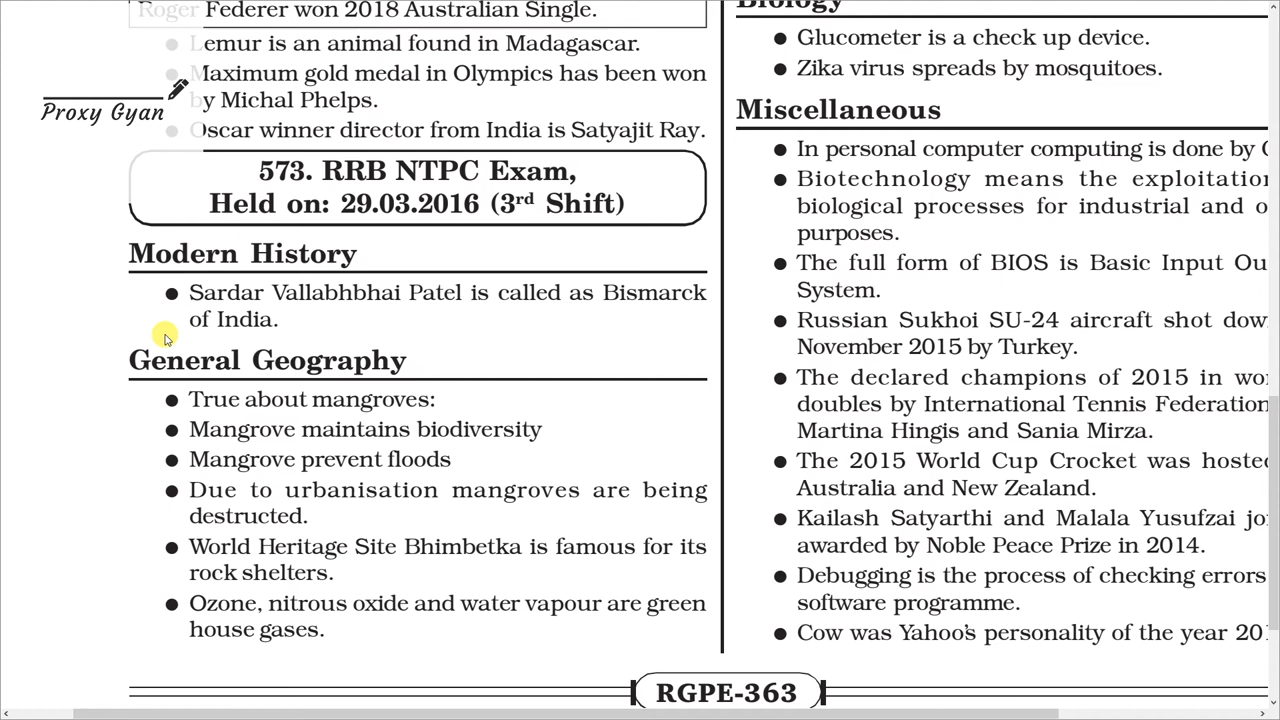 Roger Federer won 2018 Australian Single.
● Lemur is an animal found in Madagascar.
● Maximum gold medal in Olympics has been won
by Michal Phelps.
● Oscar winner director from India is Satyajit Ray.
Proxy Gyan
573. RRB NTPC Exam,
Held on: 29.03.2016 (3rd Shift)
Modern History
● Sardar Vallabhbhai Patel is called as Bismarck
of India.
General Geography
● True about mangroves:
● Mangrove maintains biodiversity
● Mangrove prevent floods
● Due to urbanisation mangroves are being
destructed.
● World Heritage Site Bhimbetka is famous for its
rock shelters.
● Ozone, nitrous oxide and water vapour are green
house gases.
Biology
● Glucometer is a check up device.
● Zika virus spreads by mosquitoes.
Miscellaneous
● In personal computer computing is done by
● Biotechnology means the exploitation
biological processes for industrial and
purposes.
● The full form of BIOS is Basic Input
System.
● Russian Sukhoi SU-24 aircraft shot
November 2015 by Turkey.
● The declared champions of 2015 in
doubles by International Tennis Federation
Martina Hingis and Sania Mirza.
● The 2015 World Cup Crocket was
Australia and New Zealand.
● Kailash Satyarthi and Malala Yusufzai
awarded by Noble Peace Prize in 2014.
● Debugging is the process of checking errors
software programme.
● Cow was Yahoo's personality of the year
RGPE-363